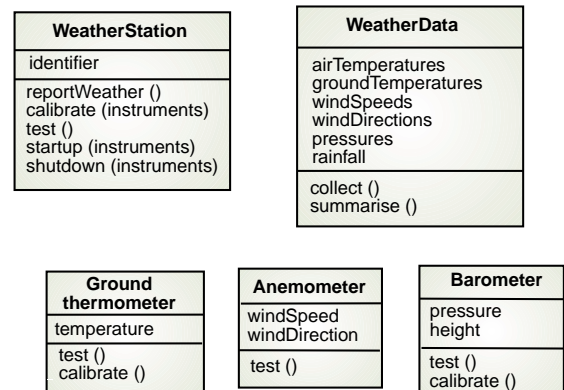 WeatherStation
identifier
reportWeather ()
calibrate (instruments)
test ()
startup (instruments)
shutdown (instruments)
WeatherData
airTemperatures
groundTemperatures
windSpeeds
windDirections
pressures
rainfall
collect ()
summarise ()
Ground
thermometer
temperature
test ()
calibrate ()
Anemometer
windSpeed
windDirection
test ()
Barometer
pressure
height
test ()
calibrate ()